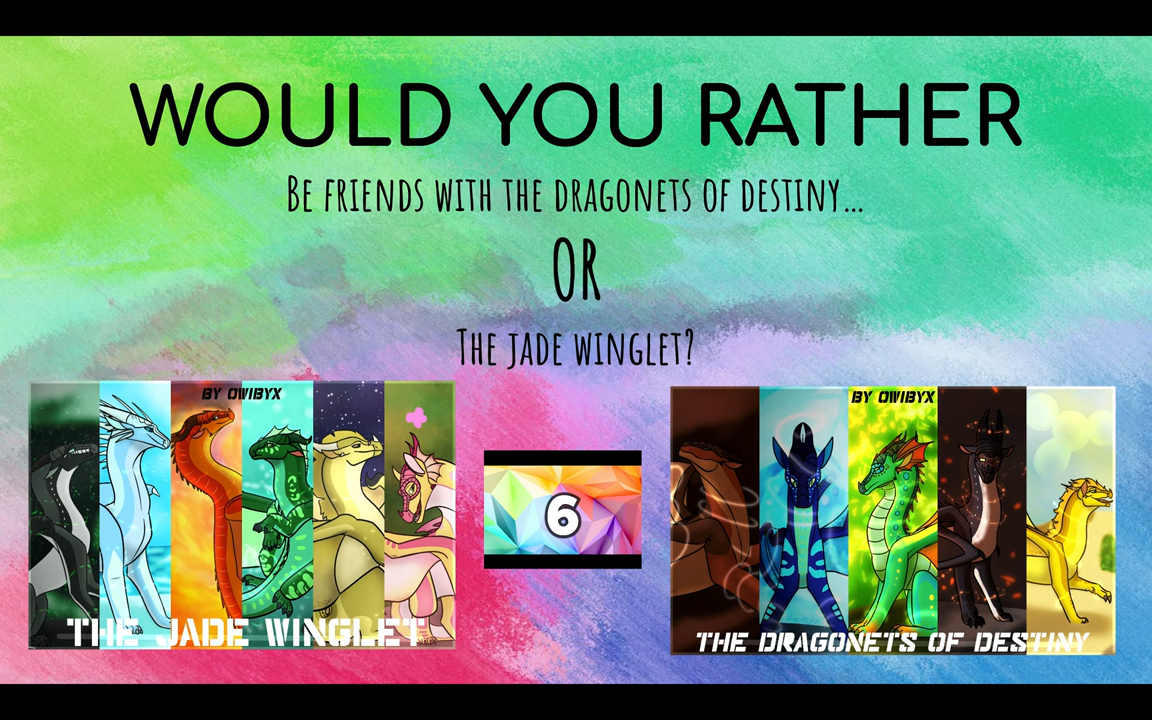 WOULD YOU RATHER
BE FRIENDS WITH THE DRAGONETS OF DESTINY...
OR
THE JADE WINGLET?
BY OWIBYX
THE JADE WINGLET
6
BY OWIBYX
THE DRAGONETS OF DESTINY